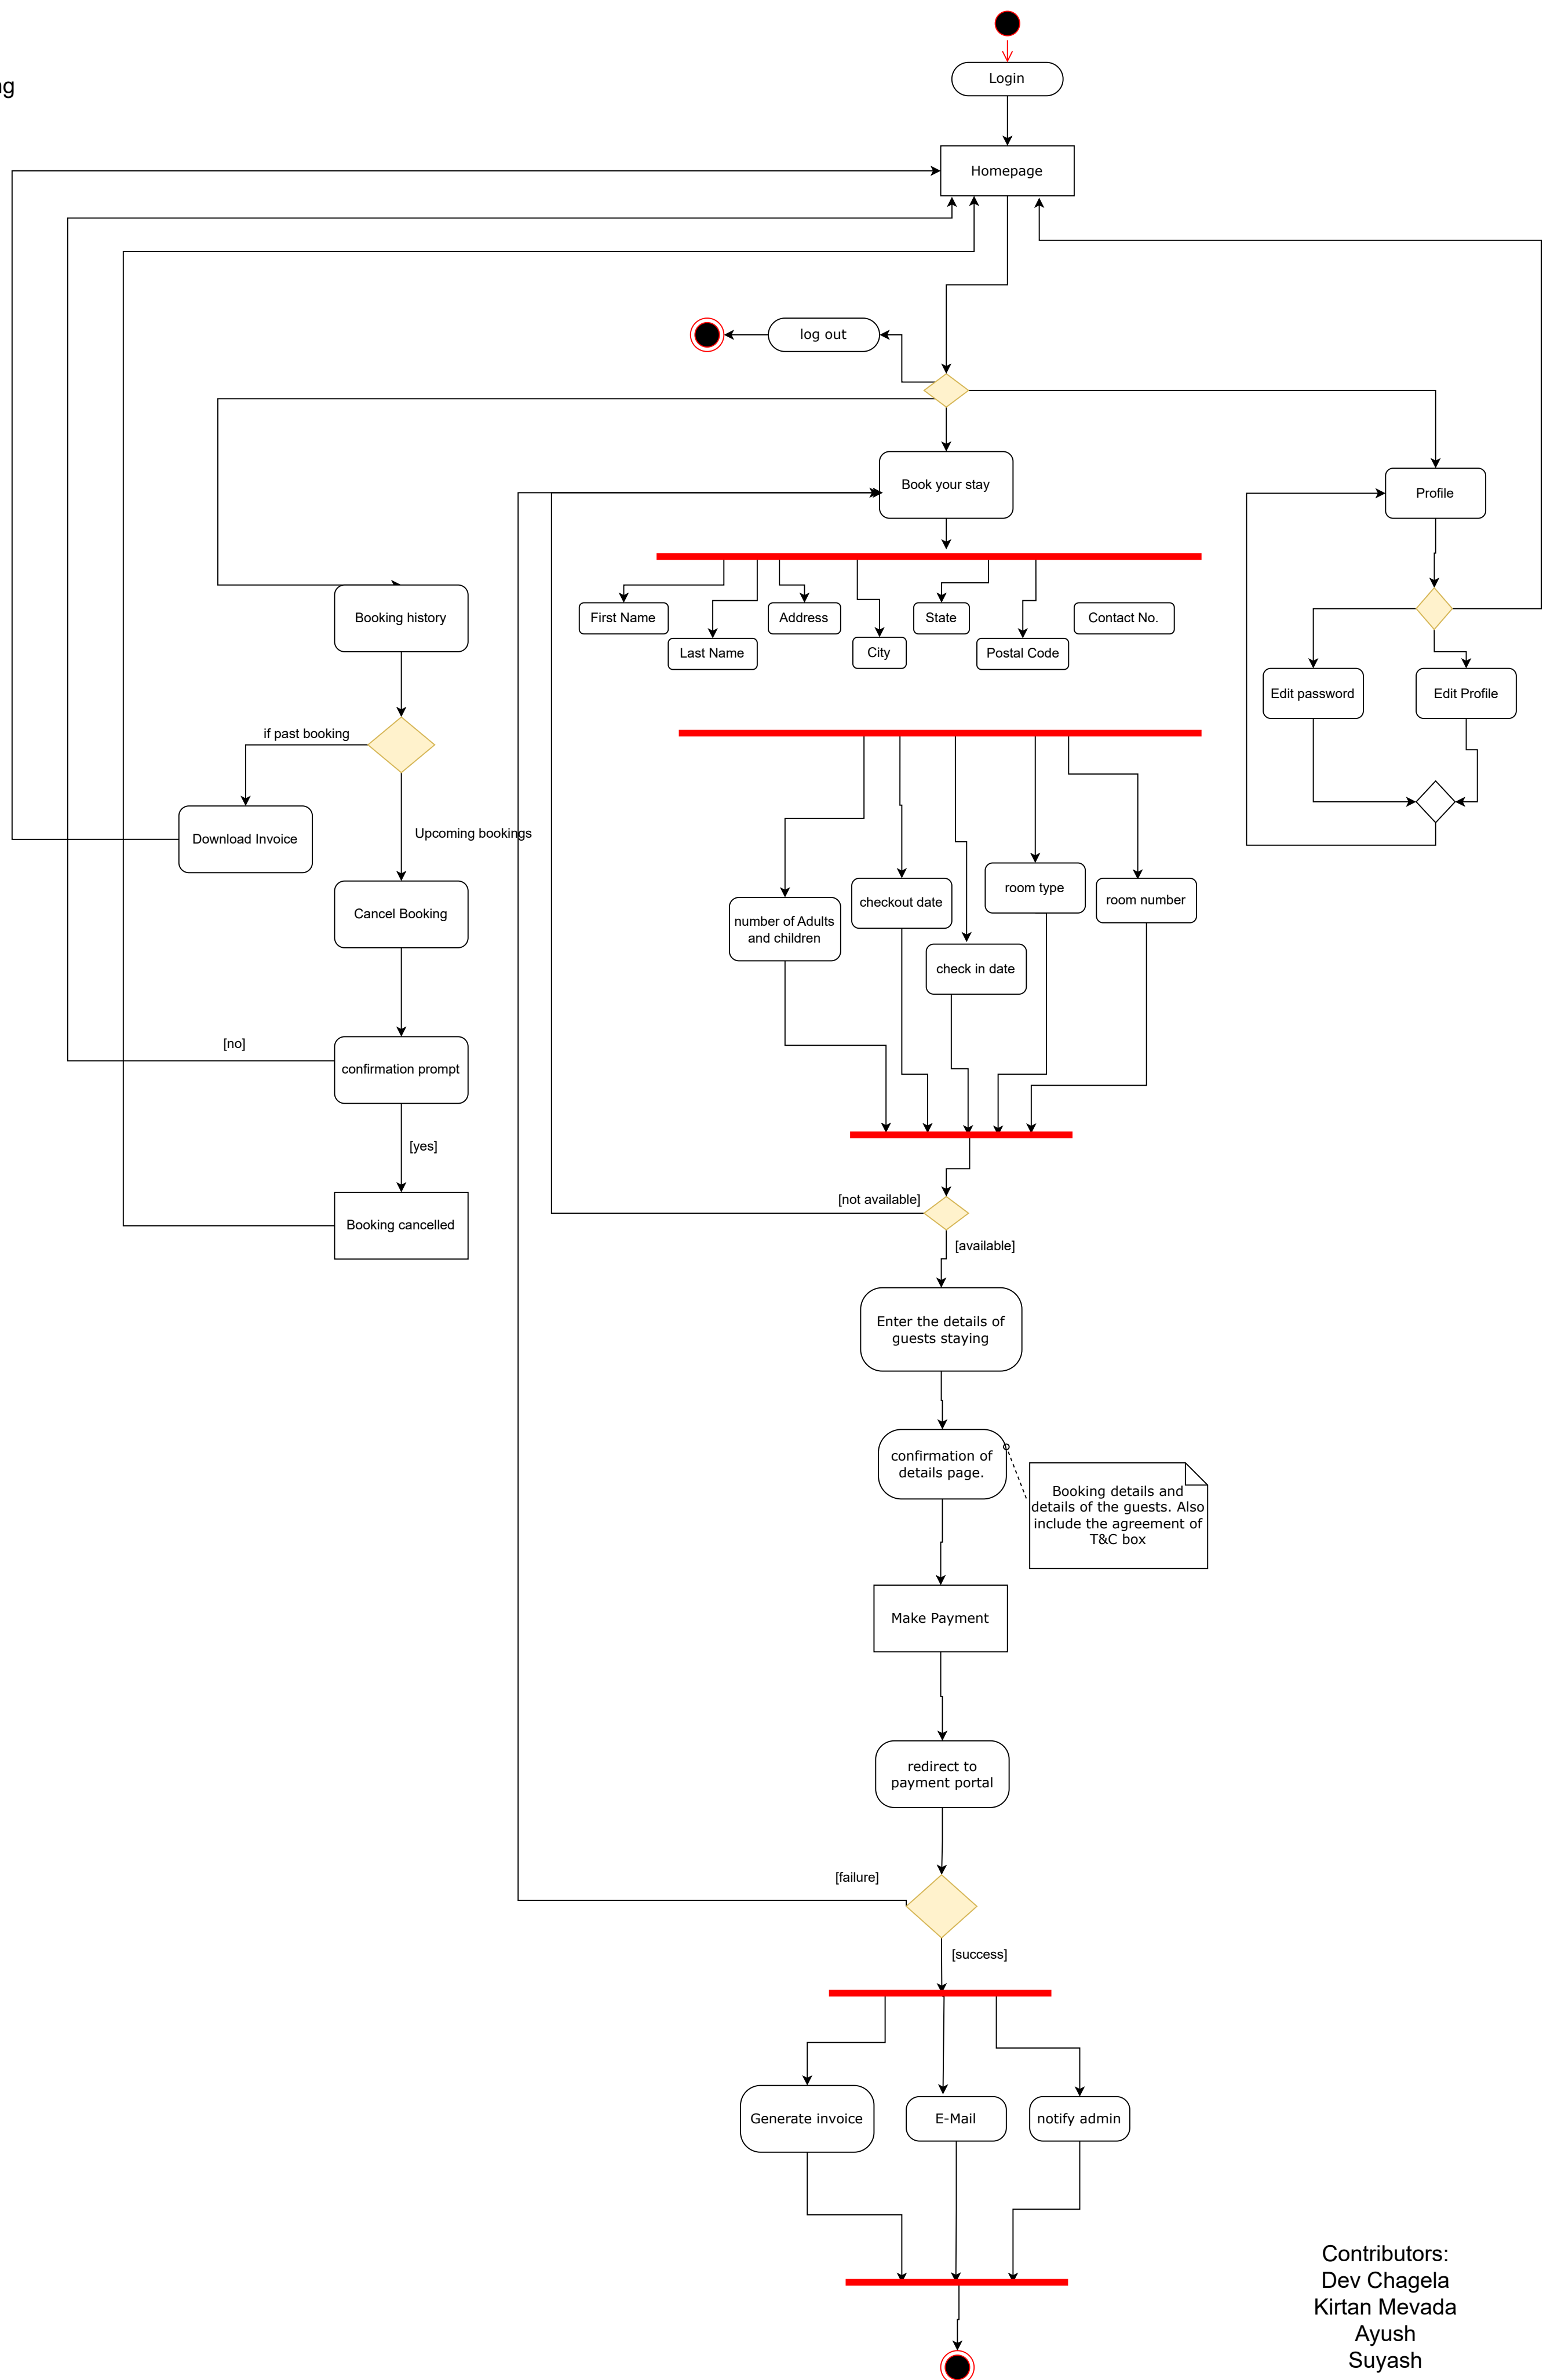 Login
Homepage
log out
Book your stay
Profile
First Name
Last Name
Address
City
State
Postal Code
Contact No.
Booking history
Edit password
Edit Profile
if past booking
Download Invoice
Upcoming bookings
Cancel Booking
number of Adults
and children
checkout date
check in date
room type
room number
[no]
confirmation prompt
[yes]
Booking cancelled
[not available]
[available]
Enter the details of
guests staying
confirmation of
details page.
Booking details and
details of the guests. Also
include the agreement of
T&C box
Make Payment
redirect to
payment portal
[failure]
[success]
Generate invoice
E-Mail
notify admin
Contributors:
Dev Chagela
Kirtan Mevada
Ayush
Suyash